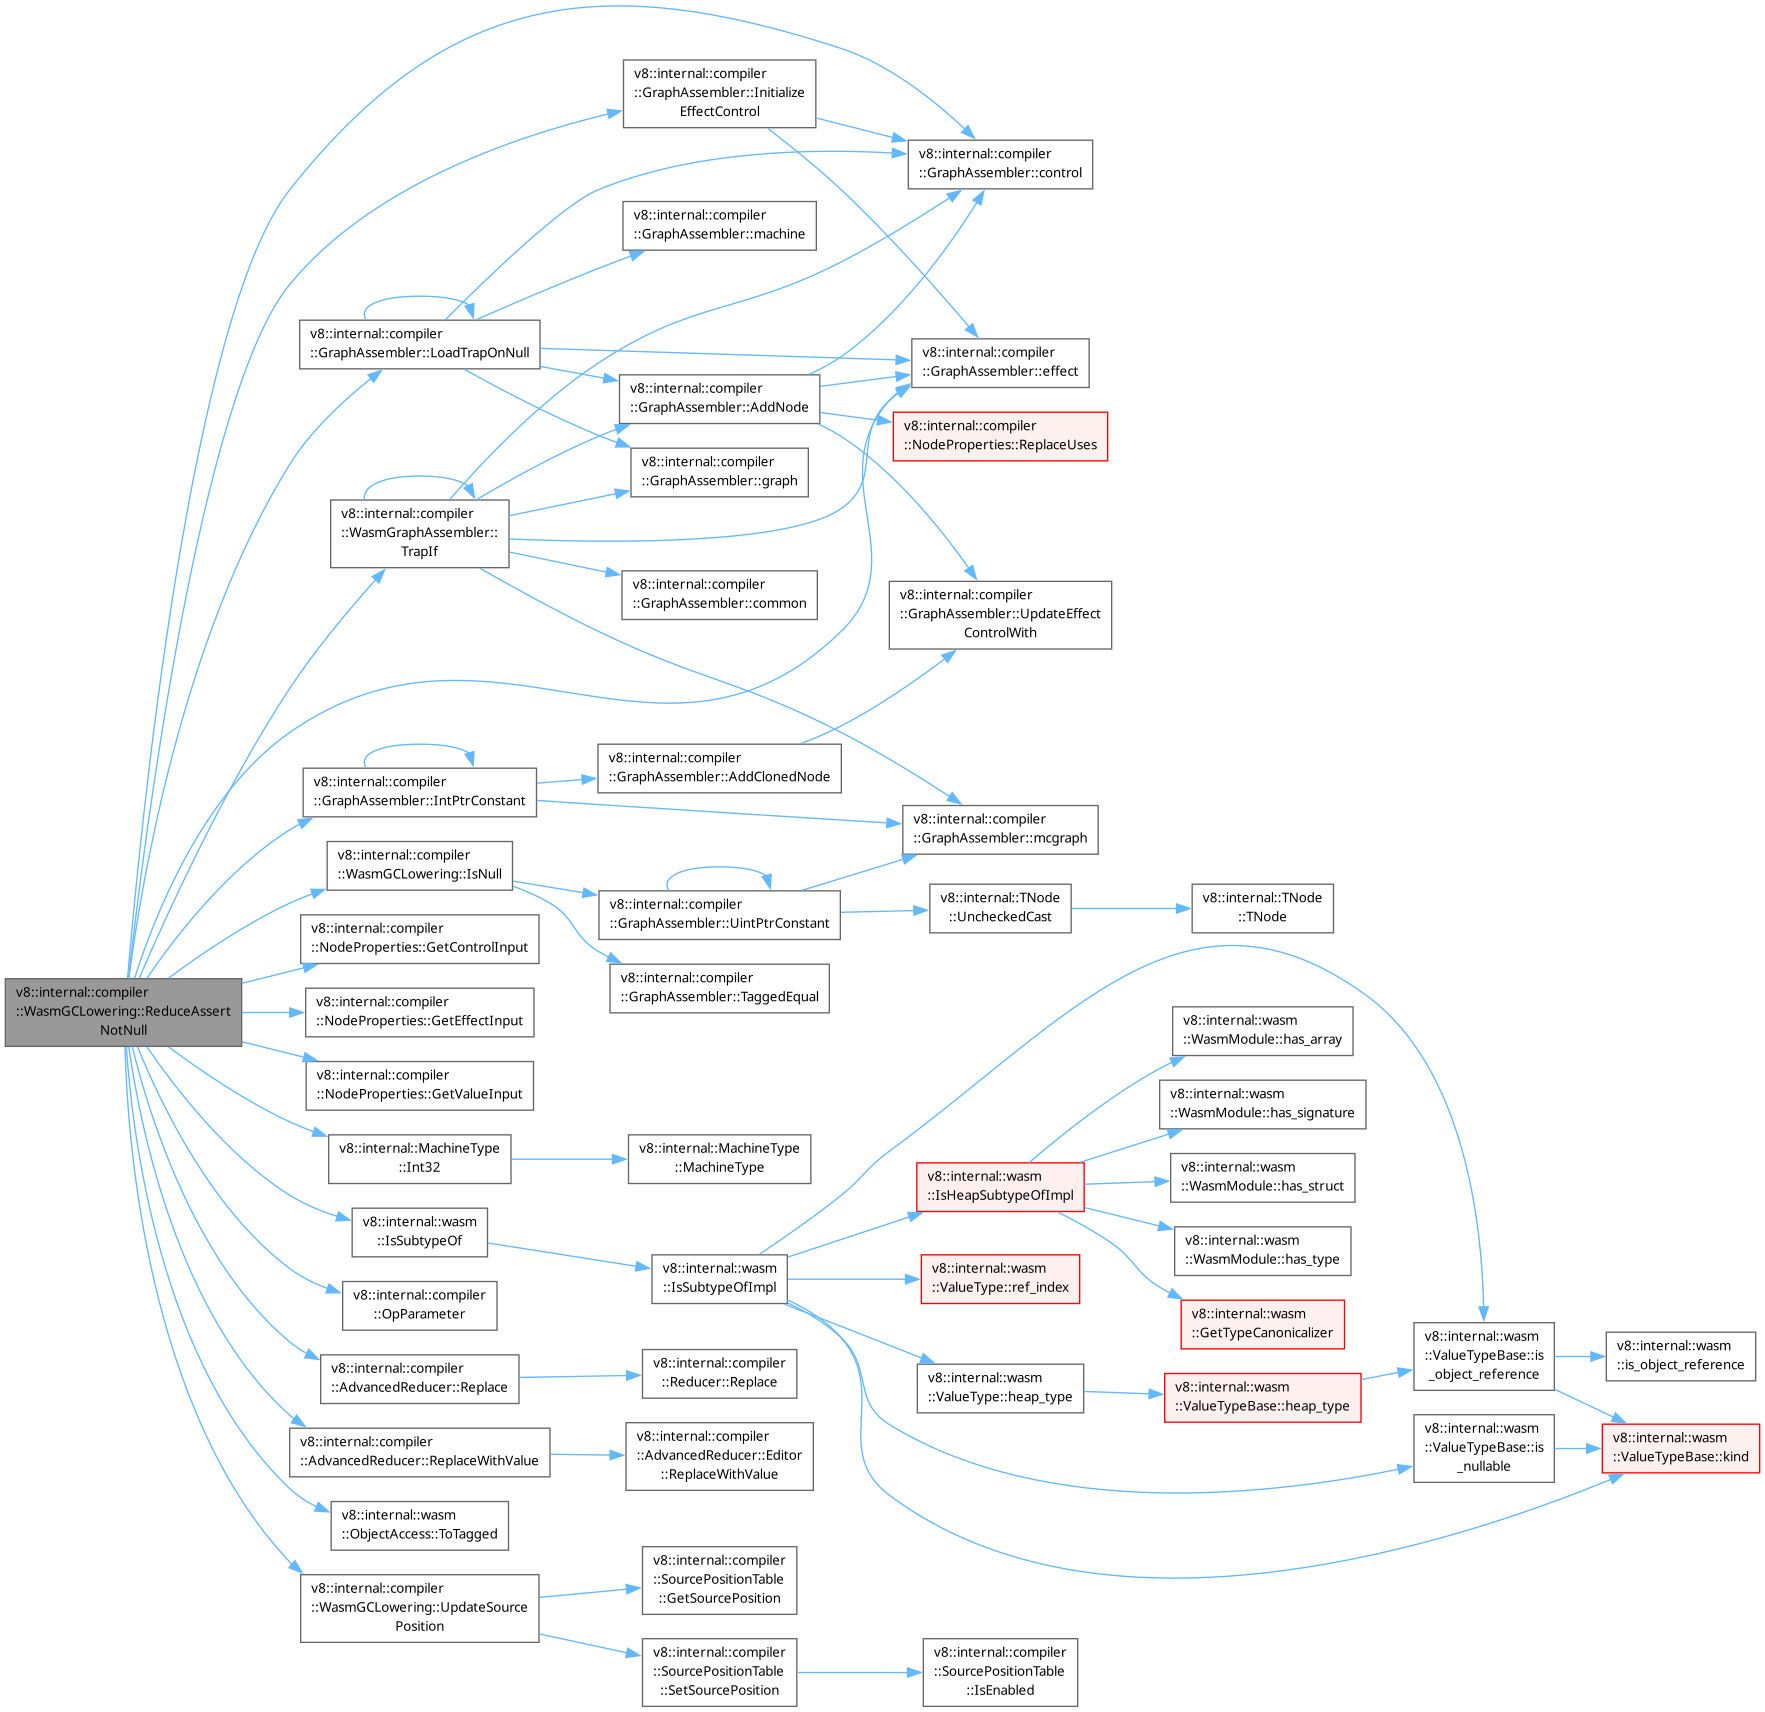 v8::internal::compiler
::GraphAssembler::Initialize
EffectControl
v8::internal::compiler
::GraphAssembler::control
v8::internal::compiler
::GraphAssembler::machine
v8::internal::compiler
::GraphAssembler::LoadTrapOnNull
v8::internal::compiler
::GraphAssembler::effect
v8::internal::compiler
::GraphAssembler::AddNode
v8::internal::compiler
::NodeProperties::ReplaceUses
v8::internal::compiler
::GraphAssembler::graph
v8::internal::compiler
::WasmGraphAssembler::
TrapIf
v8::internal::compiler
::GraphAssembler::common
v8::internal::compiler
::GraphAssembler::UpdateEffect
ControlWith
v8::internal::compiler
::GraphAssembler::AddClonedNode
v8::internal::compiler
::GraphAssembler::IntPtrConstant
v8::internal::compiler
::GraphAssembler::mcgraph
v8::internal::compiler
::WasmGCLowering::IsNull
v8::internal::compiler
::GraphAssembler::UintPtrConstant
v8::internal::TNode
::UncheckedCast
v8::internal::TNode
::TNode
v8::internal::compiler
::NodeProperties::GetControlInput
v8::internal::compiler
::GraphAssembler::TaggedEqual
v8::internal::compiler
::WasmGCLowering::ReduceAssert
NotNull
v8::internal::compiler
::NodeProperties::GetEffectInput
v8::internal::wasm
::WasmModule::has_array
v8::internal::compiler
::NodeProperties::GetValueInput
v8::internal::wasm
::WasmModule::has_signature
v8::internal::MachineType
::Int32
v8::internal::MachineType
::MachineType
v8::internal::wasm
::IsHeapSubtypeOfImpl
v8::internal::wasm
::WasmModule::has_struct
v8::internal::wasm
::IsSubtypeOf
v8::internal::wasm
::WasmModule::has_type
v8::internal::wasm
::IsSubtypeOfImpl
v8::internal::wasm
::ValueType::ref_index
v8::internal::compiler
::OpParameter
v8::internal::wasm
::GetTypeCanonicalizer
v8::internal::wasm
::ValueTypeBase::is
_object_reference
v8::internal::wasm
::is_object_reference
v8::internal::compiler
::AdvancedReducer::Replace
v8::internal::compiler
::Reducer::Replace
v8::internal::wasm
::ValueType::heap_type
v8::internal::wasm
::ValueTypeBase::heap_type
v8::internal::compiler
::AdvancedReducer::ReplaceWithValue
v8::internal::compiler
::AdvancedReducer::Editor
::ReplaceWithValue
v8::internal::wasm
::ValueTypeBase::is
_nullable
v8::internal::wasm
::ValueTypeBase::kind
v8::internal::wasm
::ObjectAccess::ToTagged
v8::internal::compiler
::WasmGCLowering::UpdateSource
Position
v8::internal::compiler
::SourcePositionTable
::GetSourcePosition
v8::internal::compiler
::SourcePositionTable
::SetSourcePosition
v8::internal::compiler
::SourcePositionTable
::IsEnabled